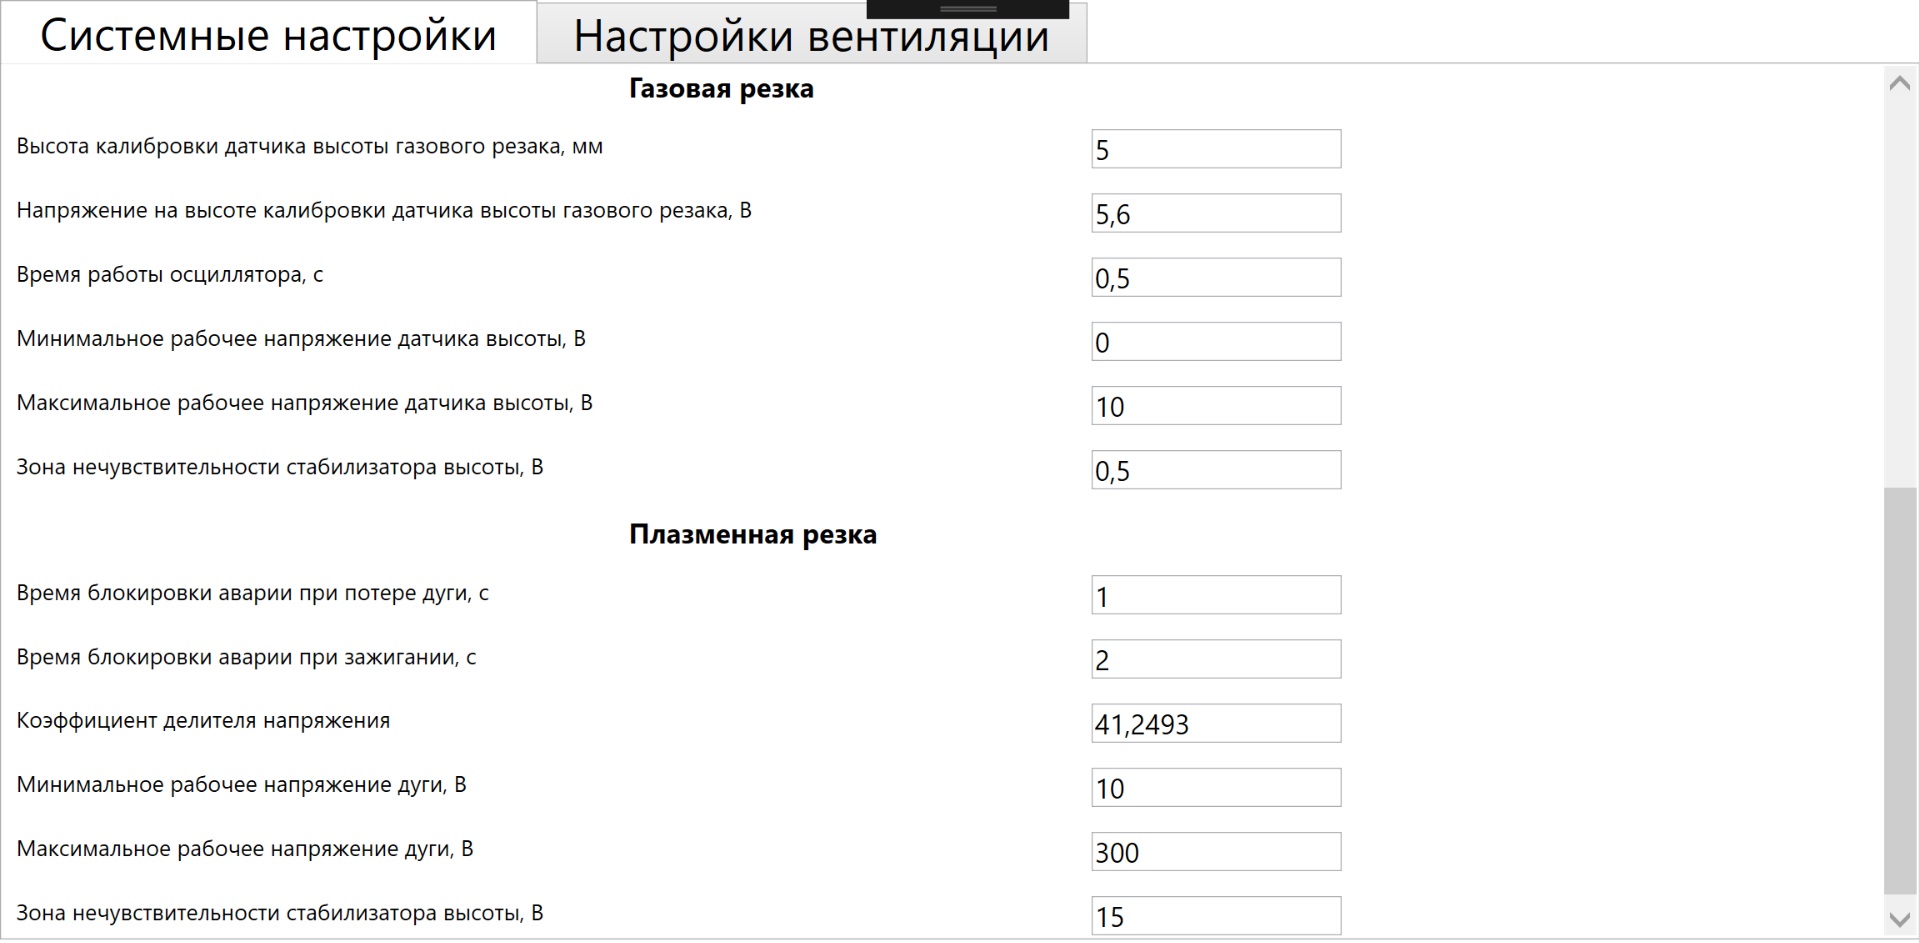 Системные настройки
Настройки вентиляции
Газовая резка
Высота калибровки датчика высоты газового резака, мм
5
Напряжение на высоте калибровки датчика высоты газового резака, В
5,6
Время работы осциллятора, с
0,5
Минимальное рабочее напряжение датчика высоты, В
0
Максимальное рабочее напряжение датчика высоты, В
10
Зона нечувствительности стабилизатора высоты, В
0,5
Плазменная резка
Время блокировки аварии при потере дуги, с
1
Время блокировки аварии при зажигании, с
2
Коэффициент делителя напряжения
41,2493
Минимальное рабочее напряжение дуги, В
10
Максимальное рабочее напряжение дуги, В
300
Зона нечувствительности стабилизатора высоты, В
15